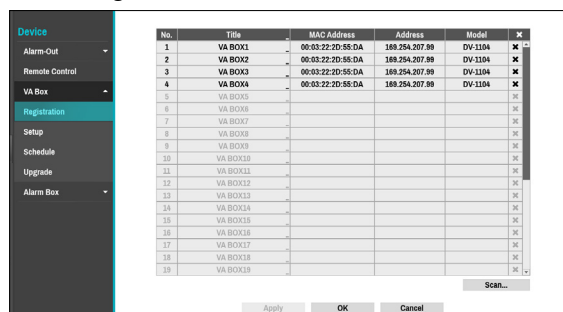 Device
Alarm-Out
Remote Control
VA Box
Registration
Setup
Schedule
Upgrade
Alarm Box
No. Title MAC Address Address Model ✖
1 VA BOX1 00:03:22:2D:55:DA 169.254.207.99 DV-1104 ✖
2 VA BOX2 00:03:22:2D:55:DA 169.254.207.99 DV-1104 ✖
3 VA BOX3 00:03:22:2D:55:DA 169.254.207.99 DV-1104 ✖
4 VA BOX4 00:03:22:2D:55:DA 169.254.207.99 DV-1104 ✖
5 VA BOX5 ✖
6 VA BOX6 ✖
7 VA BOX7 ✖
8 VA BOX8 ✖
9 VA BOX9 ✖
10 VA BOX10 ✖
11 VA BOX11 ✖
12 VA BOX12 ✖
13 VA BOX13 ✖
14 VA BOX14 ✖
15 VA BOX15 ✖
16 VA BOX16 ✖
17 VA BOX17 ✖
18 VA BOX18 ✖
19 VA BOX19 ✖
Scan...
Apply OK Cancel